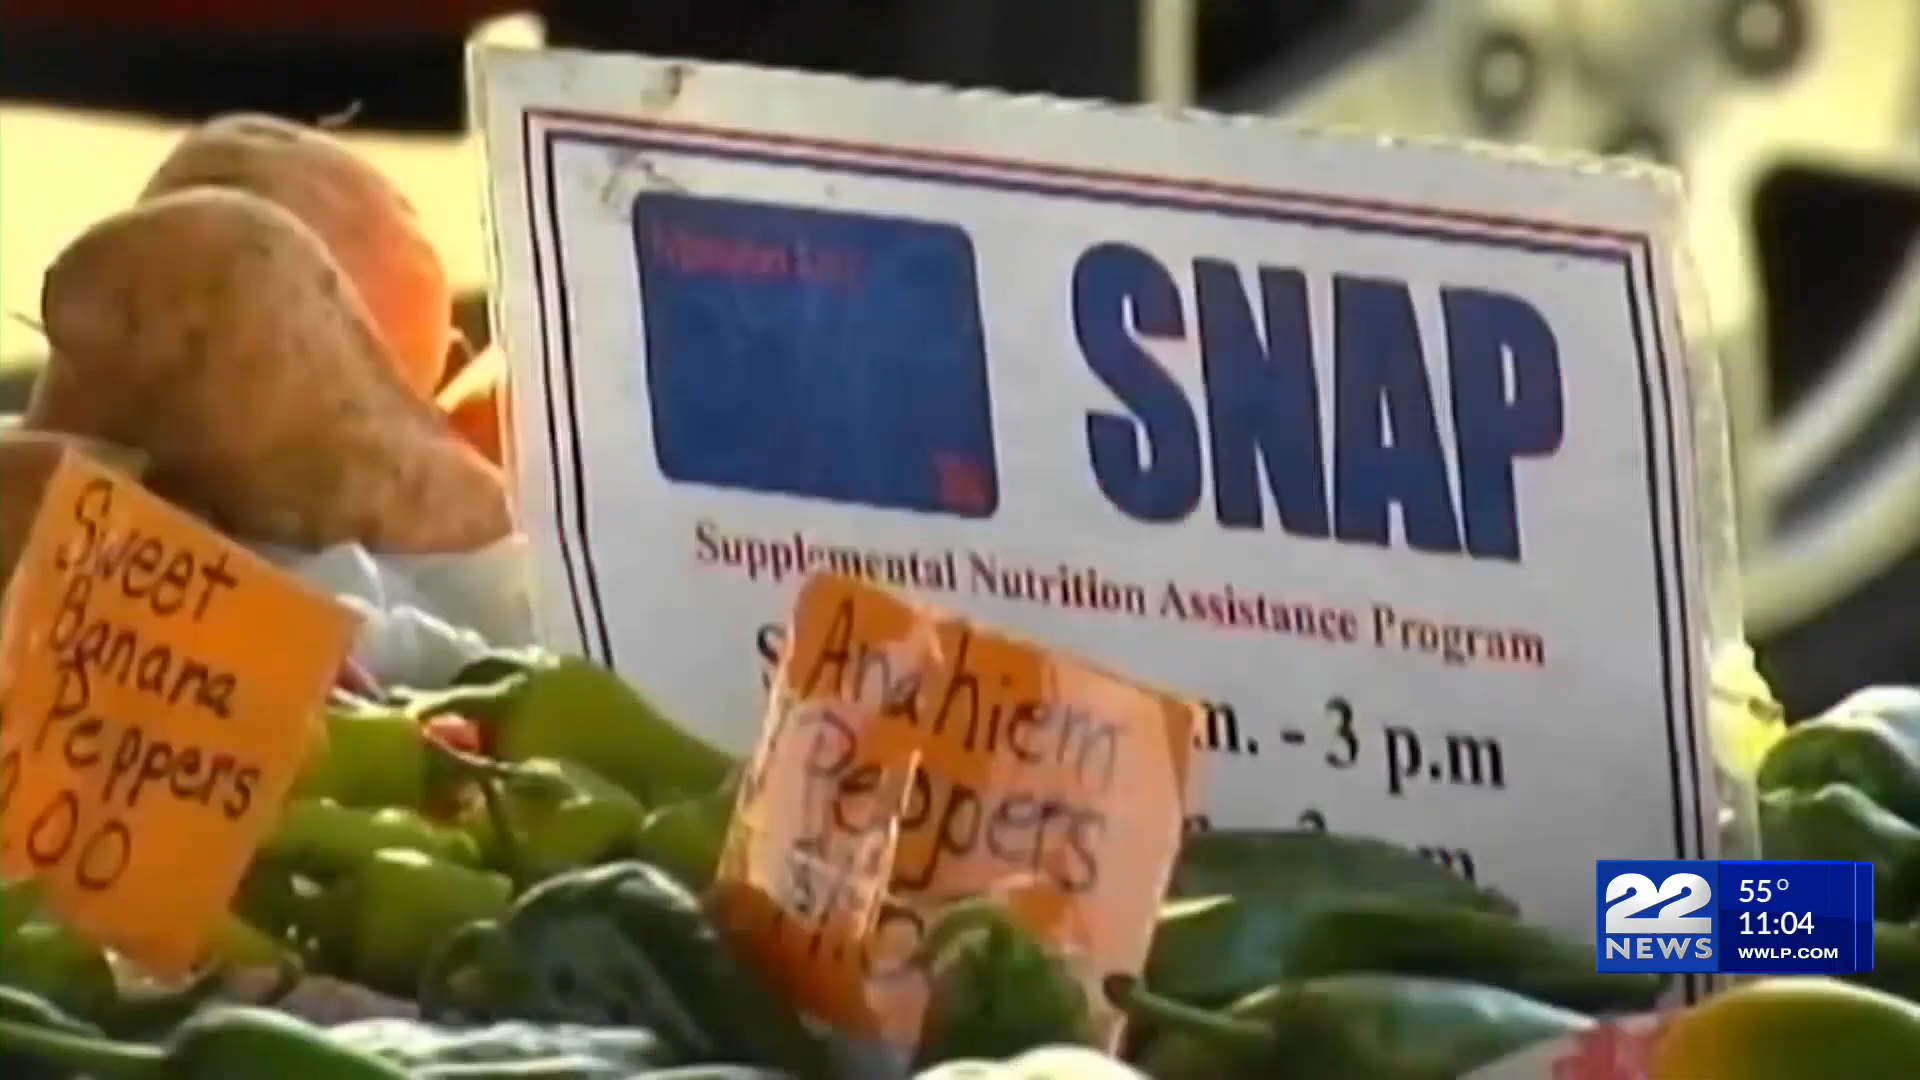 SNAP
Supplemental Nutrition Assistance Program
m. - 3 p.m
Sweet
Banana
Peppers
.00
Anahiem
Peppers
22
NEWS
55°
11:04
WWLP.COM